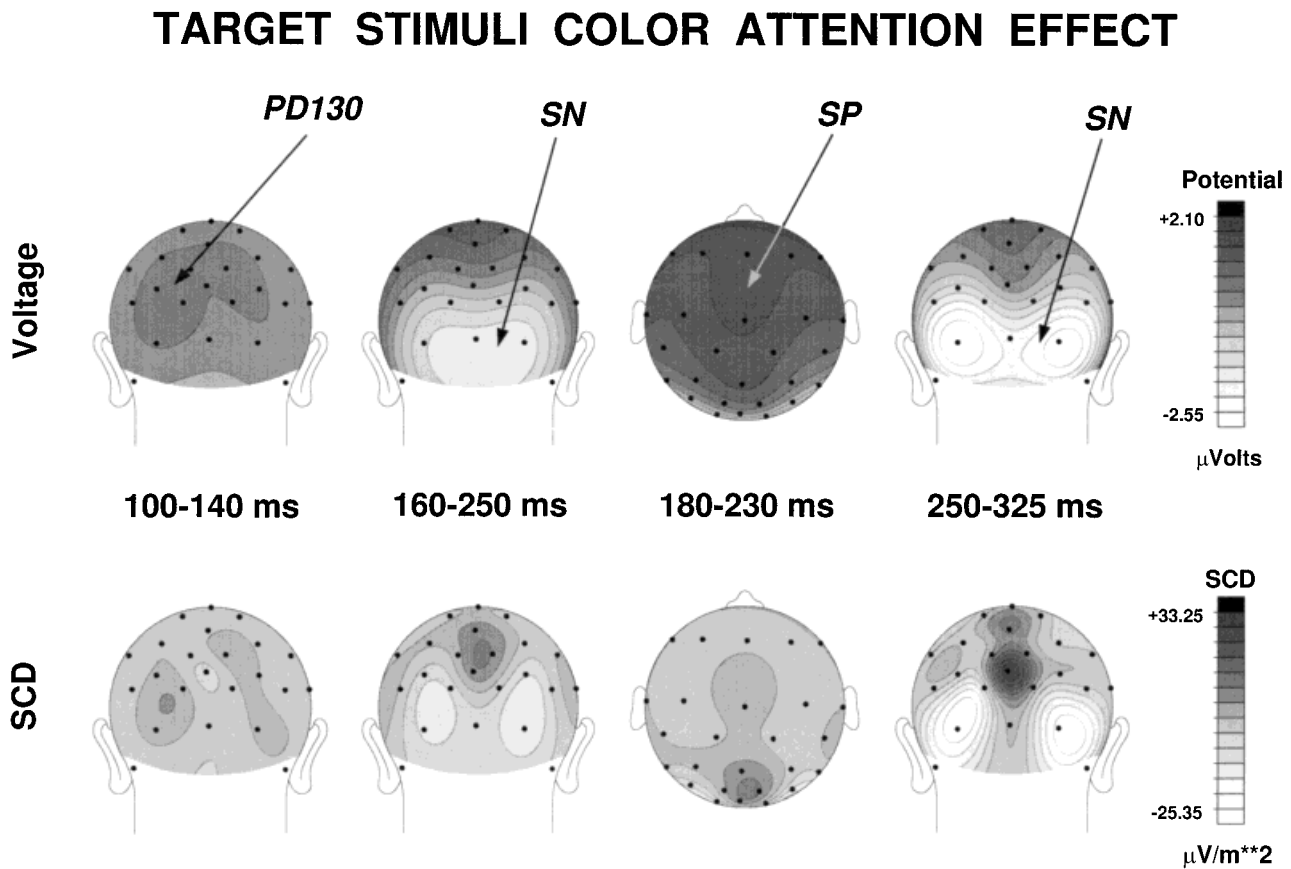 TARGET STIMULI COLOR ATTENTION EFFECT
PD130
SN
SP
SN
Potential
+2.10
-2.55
µVolts
Voltage
100-140 ms
160-250 ms
180-230 ms
250-325 ms
SCD
SCD
+33.25
-25.35
µV/m**2